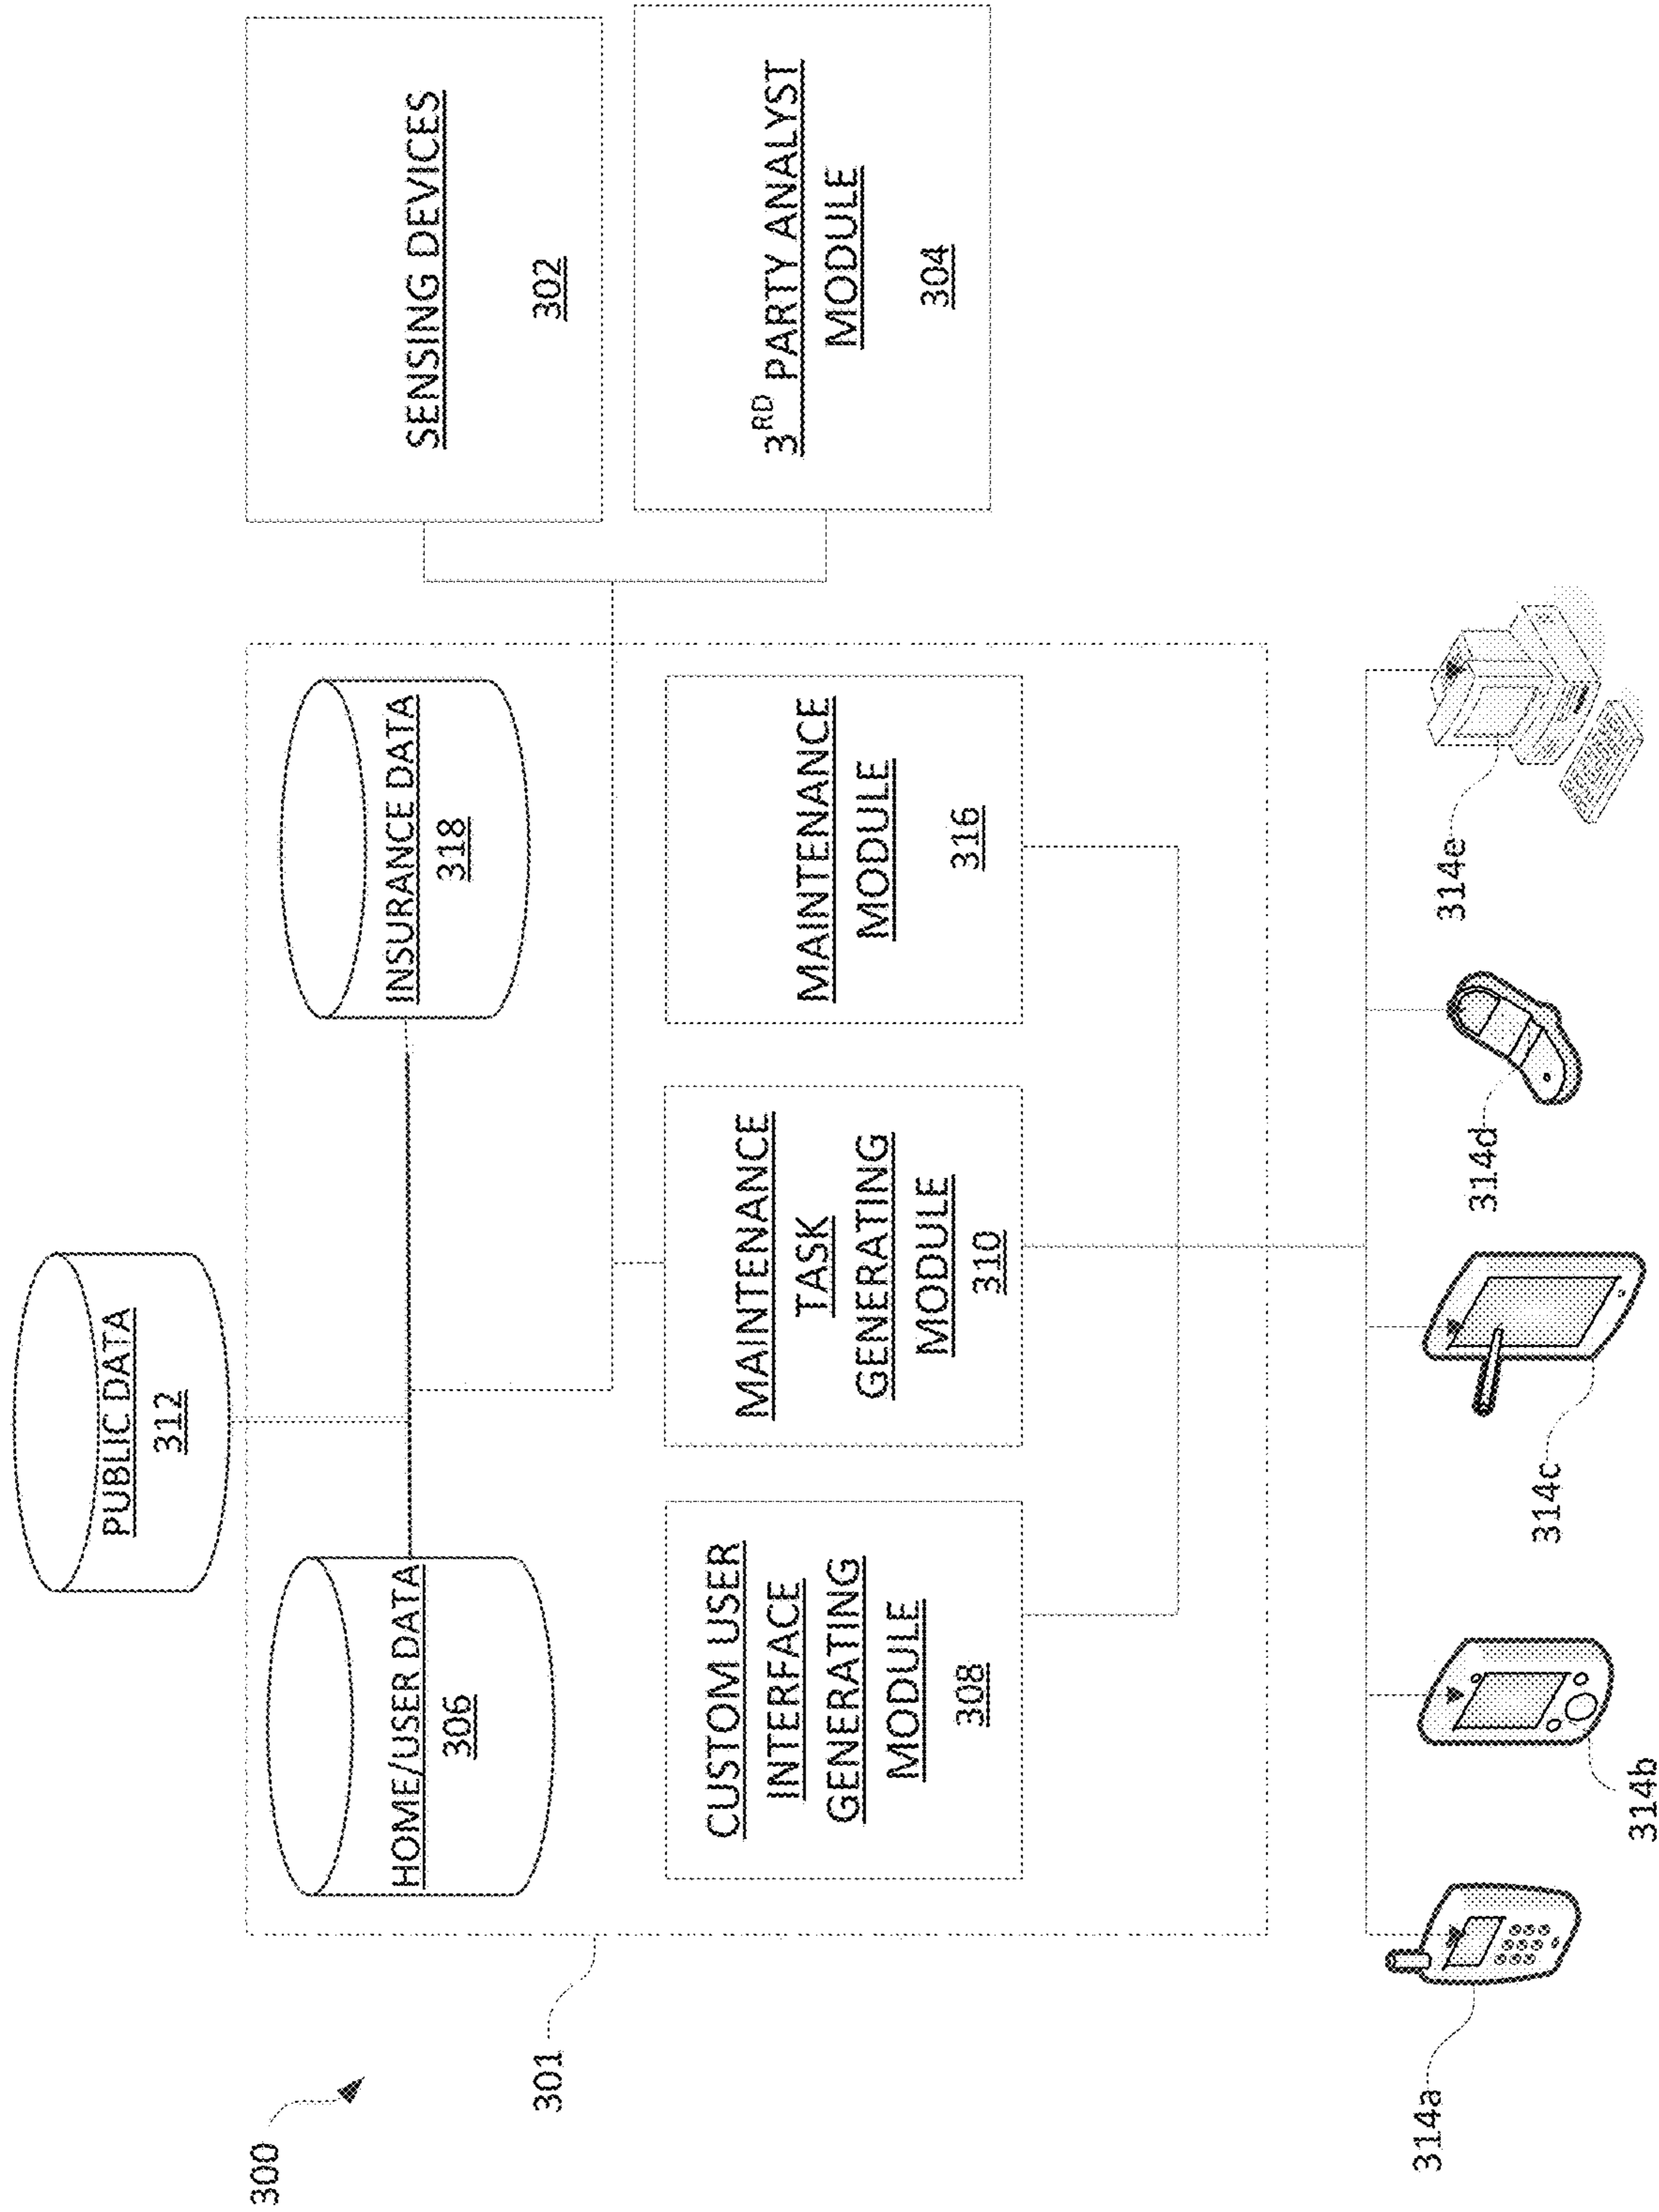 300
301
PUBLIC DATA
312
HOME/USER DATA
306
INSURANCE DATA
318
SENSING DEVICES
302
3RD PARTY ANALYST
MODULE
304
CUSTOM USER
INTERFACE
GENERATING
MODULE
308
MAINTENANCE
TASK
GENERATING
MODULE
310
MAINTENANCE
MODULE
316
314a
314b
314c
314d
314e